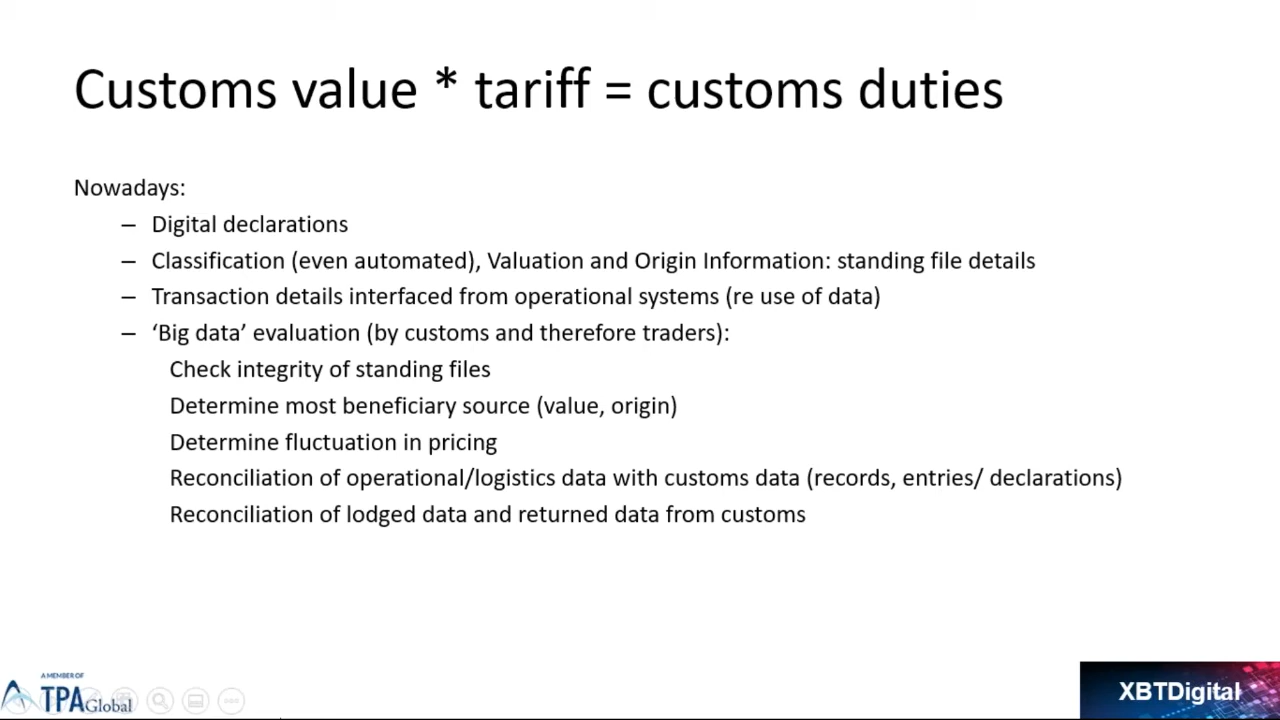 Customs value * tariff = customs duties
Nowadays:
– Digital declarations
– Classification (even automated), Valuation and Origin Information: standing file details
– Transaction details interfaced from operational systems (re use of data)
– ‘Big data’ evaluation (by customs and therefore traders):
Check integrity of standing files
Determine most beneficiary source (value, origin)
Determine fluctuation in pricing
Reconciliation of operational/logistics data with customs data (records, entries/ declarations)
Reconciliation of lodged data and returned data from customs
A MEMBER OF
TPA Global
XBTDigital